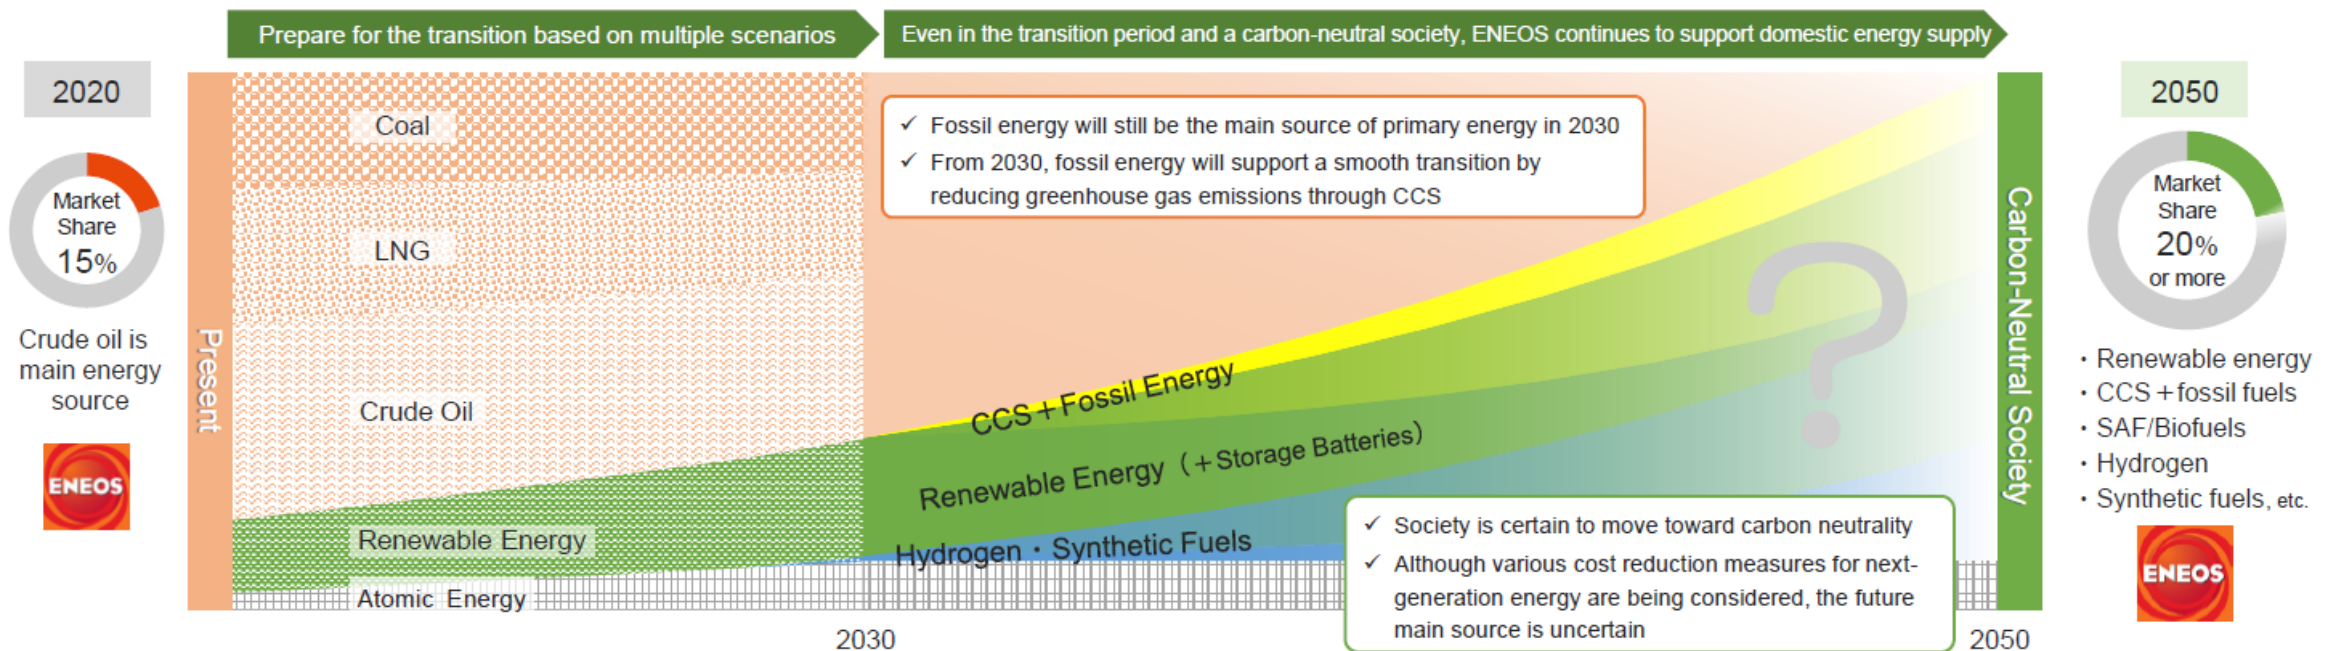 Prepare for the transition based on multiple scenarios
Even in the transition period and a carbon-neutral society, ENEOS continues to support domestic energy supply
2020
Market
Share
15%
Crude oil is
main energy
source
ENEOS
Present
Coal
LNG
Crude Oil
Renewable Energy
Atomic Energy
✓ Fossil energy will still be the main source of primary energy in 2030
✓ From 2030, fossil energy will support a smooth transition by
reducing greenhouse gas emissions through CCS
CCS+Fossil Energy
Renewable Energy (+Storage Batteries)
Hydrogen・Synthetic Fuels
?
✓ Society is certain to move toward carbon neutrality
✓ Although various cost reduction measures for next-
generation energy are being considered, the future
main source is uncertain
2030
2050
Carbon-Neutral Society
2050
Market
Share
20%
or more
・Renewable energy
・CCS+fossil fuels
・SAF/Biofuels
・Hydrogen
・Synthetic fuels, etc.
ENEOS